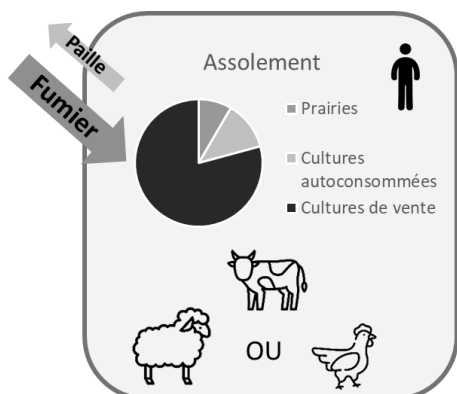 Paille
Fumier
Assolement
Prairies
Cultures
autoconsommées
Cultures de vente
OU